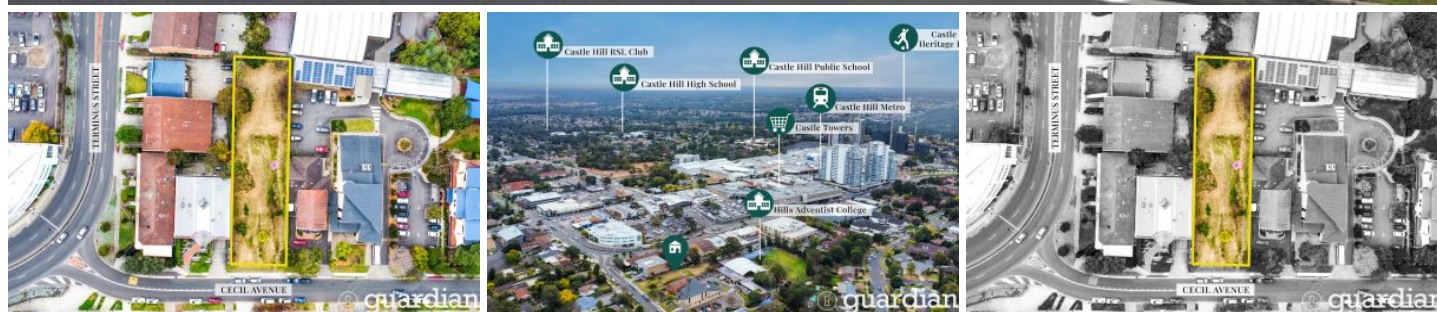 TERMINUS STREET
CECIL AVENUE
guardian
Castle Hill RSL Club
Castle Hill High School
Castle Hill Public School
Castle
Heritage
Castle Hill Metro
Castle Towers
Hills Adventist College
guardian
TERMINUS STREET
CECIL AVENUE
guardian